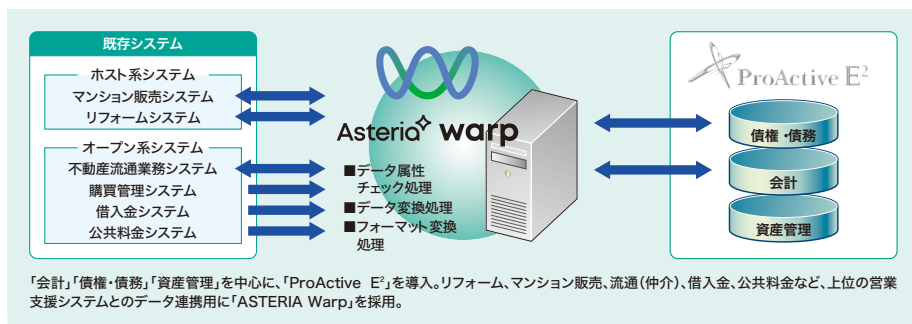 既存システム
ホスト系システム
マンション販売システム
リフォームシステム
オープン系システム
不動産流通業務システム
購買管理システム
借入金システム
公共料金システム
Asteria warp
■データ属性
チェック処理
■データ変換処理
■フォーマット変換
処理
ProActive E²
債権・債務
会計
資産管理
「会計」「債権・債務」「資産管理」を中心に、「ProActive E²」を導入。リフォーム、マンション販売、流通(仲介)、借入金、公共料金など、上位の営業
支援システムとのデータ連携用に「ASTERIA Warp」を採用。